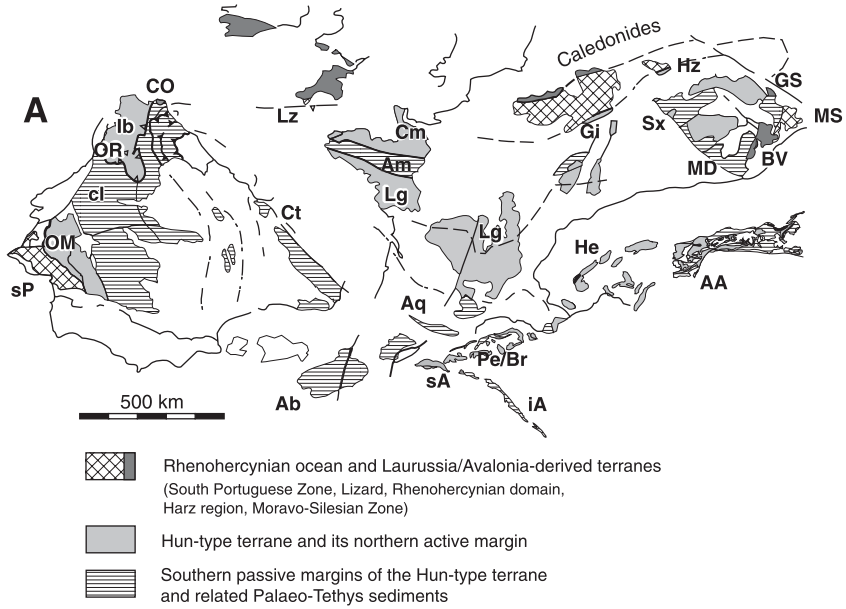 Caledonides
Hz
GS
A
CO
Lz
MS
Ib
Cm
Gi
Sx
OR
Am
MD
BV
cI
Lg
Ct
OM
Lg
He
sP
AA
Aq
Pe/Br
sA
Ab
iA
500 km
Rhenohercynian ocean and Laurussia/Avalonia-derived terranes
(South Portuguese Zone, Lizard, Rhenohercynian domain,
Harz region, Moravo-Silesian Zone)
Hun-type terrane and its northern active margin
Southern passive margins of the Hun-type terrane
and related Palaeo-Tethys sediments